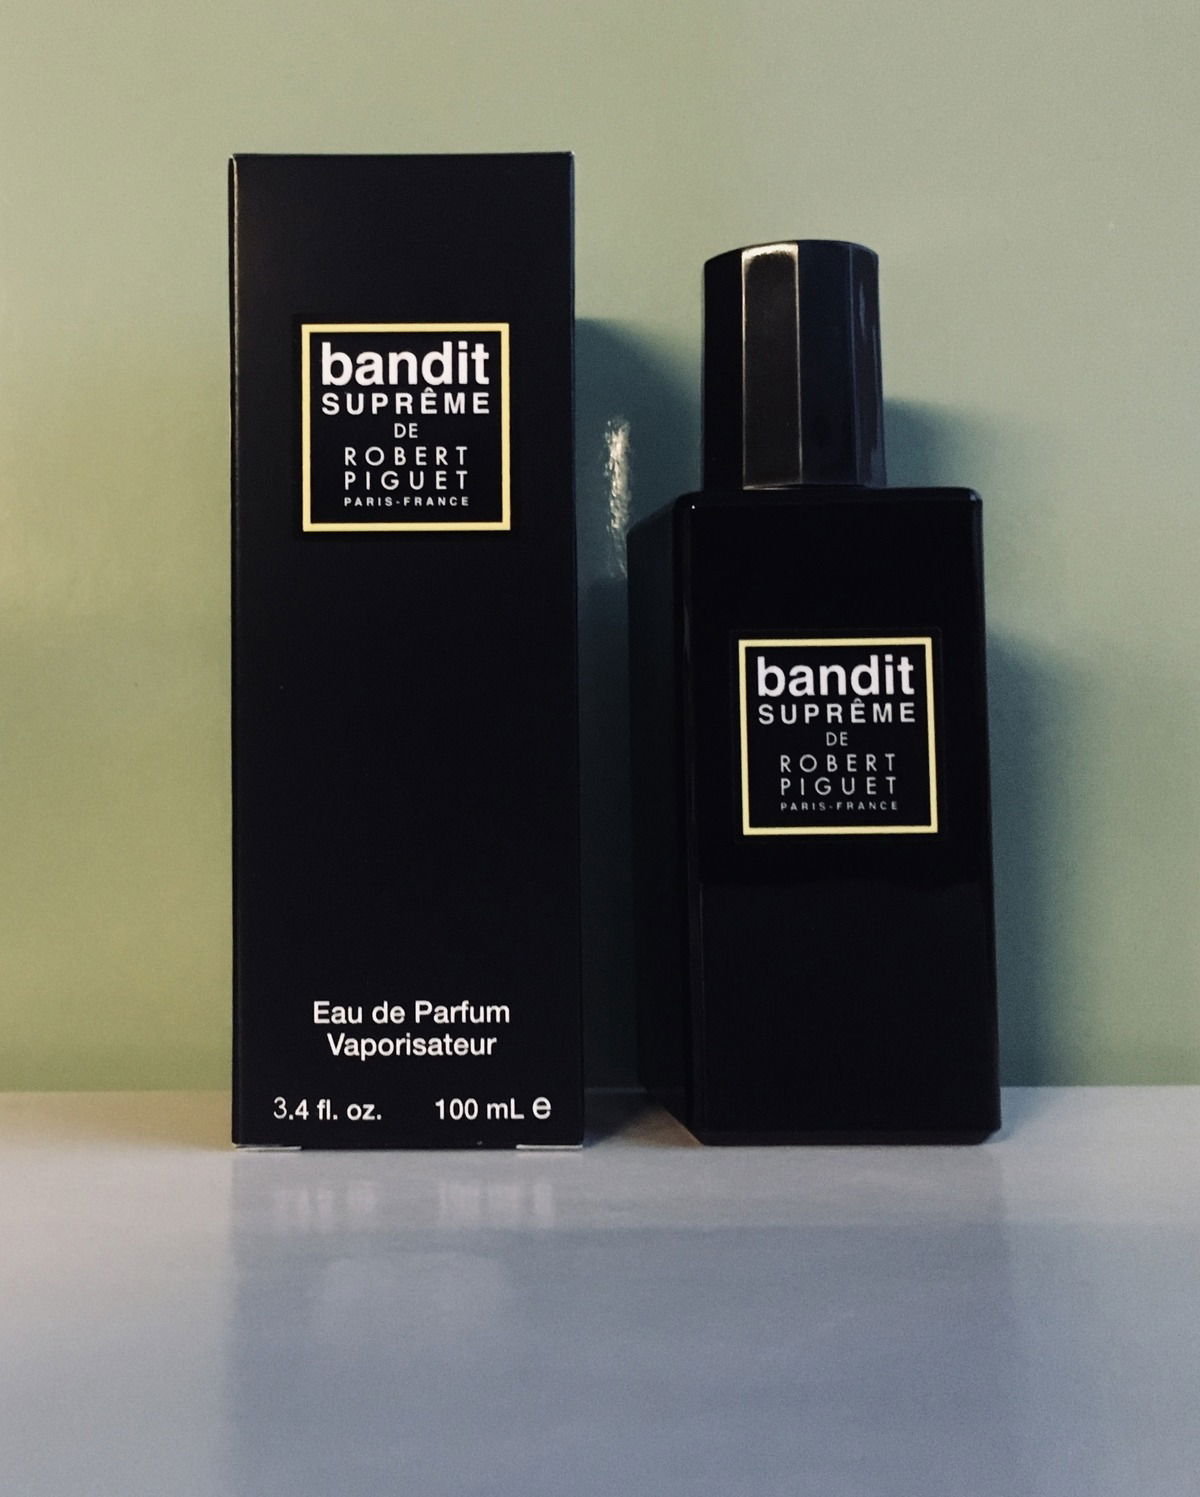 bandit
SUPRÊME
DE
ROBERT
PIGUET
PARIS-FRANCE
Eau de Parfum
Vaporisateur
3.4 fl. oz. 100 mL e
bandit
SUPRÊME
DE
ROBERT
PIGUET
PARIS-FRANCE